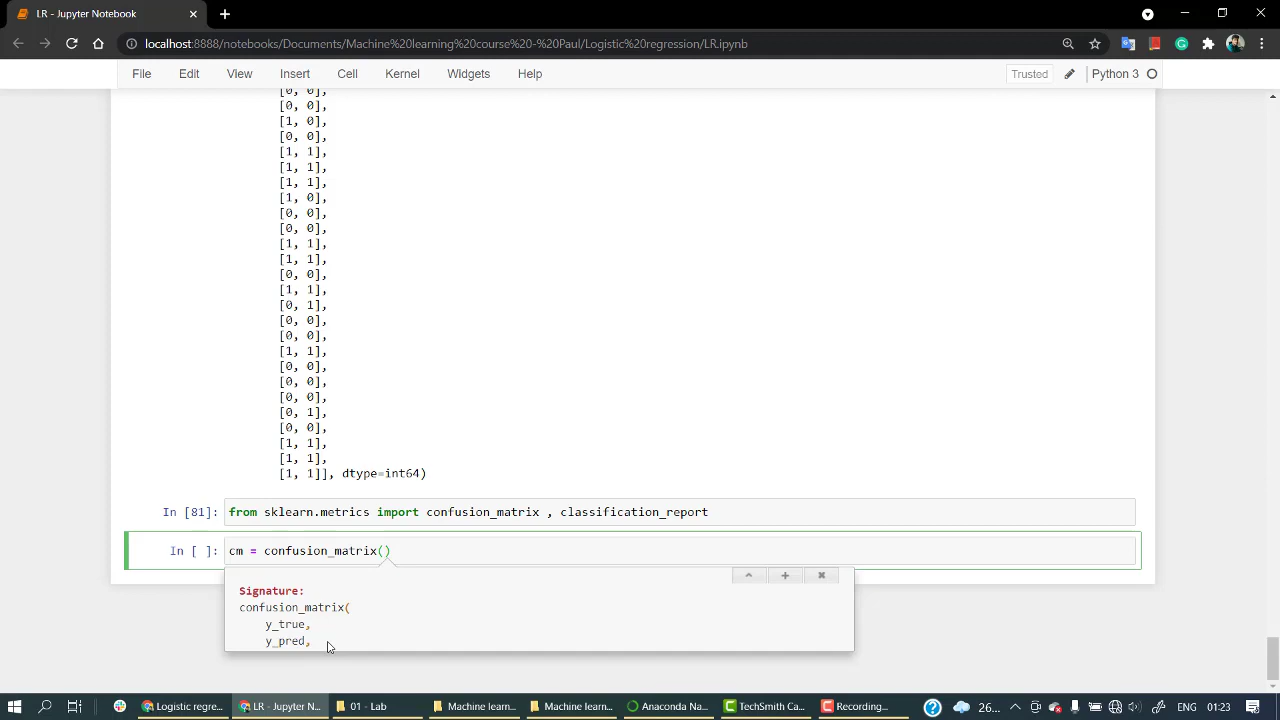 LR - Jupyter Notebook
localhost:8888/notebooks/Documents/Machine%20learning%20course%20-%20Paul/Logistic%20regression/LR.ipynb
File Edit View Insert Cell Kernel Widgets Help Trusted Python 3
[0, 0],
[0, 0],
[1, 0],
[0, 0],
[1, 1],
[1, 1],
[1, 1],
[1, 0],
[0, 0],
[0, 0],
[1, 1],
[1, 1],
[0, 0],
[1, 1],
[0, 1],
[0, 0],
[0, 0],
[1, 1],
[0, 0],
[0, 0],
[0, 0],
[0, 1],
[0, 0],
[1, 1],
[1, 1],
[1, 1]], dtype=int64)
In [81]: from sklearn.metrics import confusion_matrix , classification_report
In [ ]: cm = confusion_matrix()
Signature:
confusion_matrix(
y_true,
y_pred,
Logistic regre... LR - Jupyter N... 01 - Lab Machine learn... Machine learn... Anaconda Na... TechSmith Ca... Recording... 26... ENG 01:23